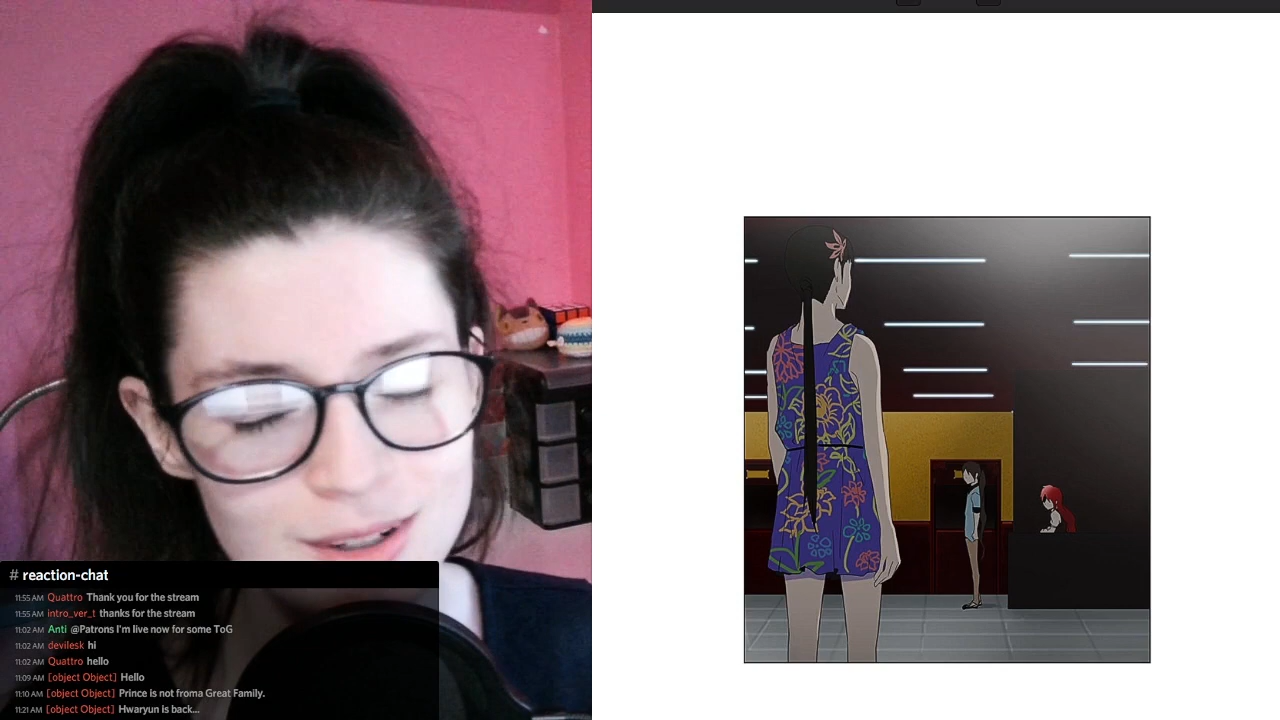 # reaction-chat
11:55 AM Quattro Thank you for the stream
11:55 AM intro_ver_t thanks for the stream
11:02 AM Anti @Patrons I'm live now for some ToG
11:02 AM devilesk hi
11:02 AM Quattro hello
11:09 AM [object Object] Hello
11:10 AM [object Object] Prince is not froma Great Family.
11:21 AM [object Object] Hwaryun is back...